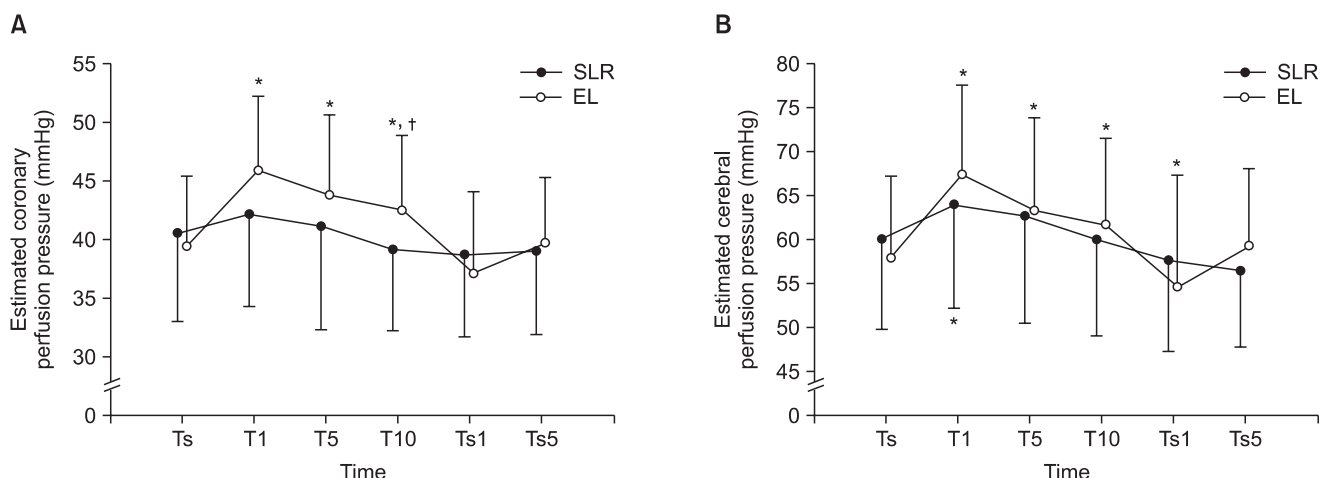 A
Estimated coronary
perfusion pressure (mmHg)
55
50
45
40
35
30
0
SLR
EL
*
*
*, †
Ts T1 T5 T10 Ts1 Ts5
Time
B
Estimated cerebral
perfusion pressure (mmHg)
80
75
70
65
60
55
50
45
0
SLR
EL
*
*
*
*
*
Ts T1 T5 T10 Ts1 Ts5
Time